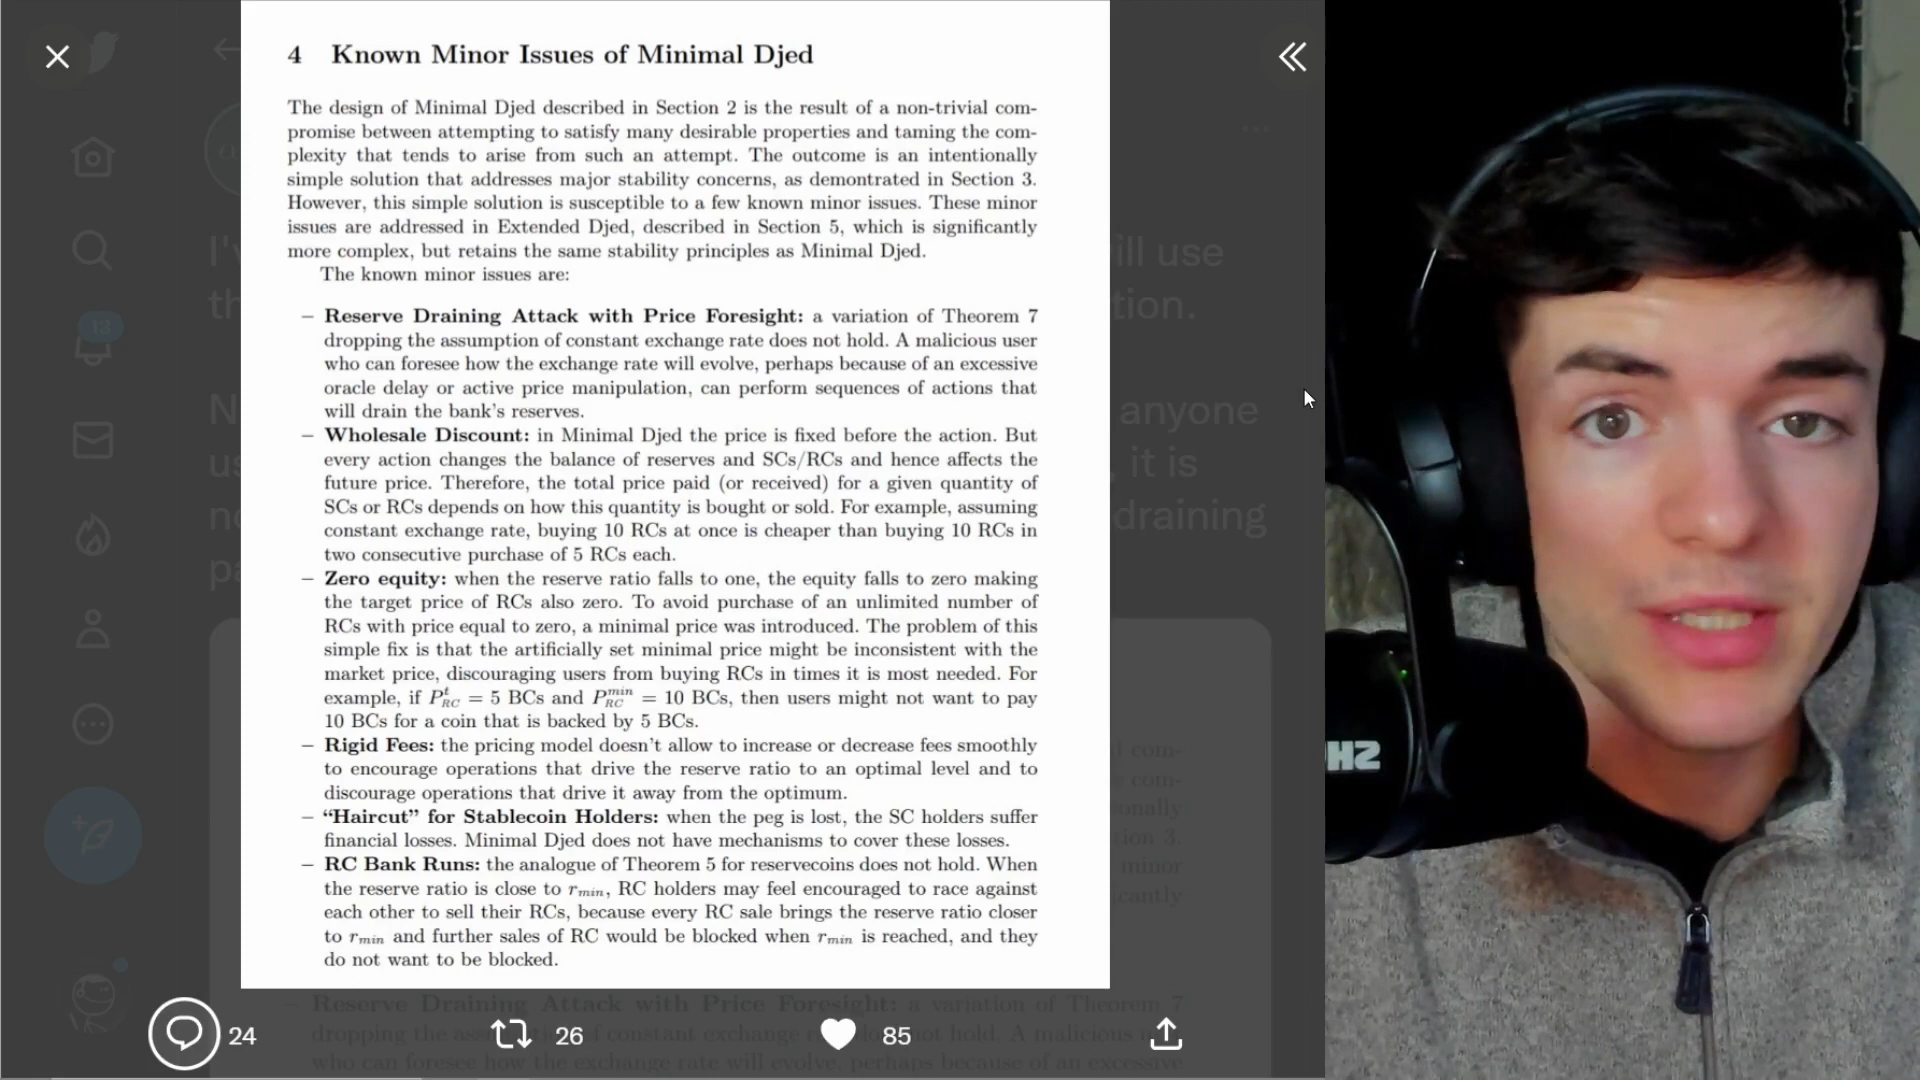 4 Known Minor Issues of Minimal Djed
The design of Minimal Djed described in Section 2 is the result of a non-trivial com-
promise between attempting to satisfy many desirable properties and taming the com-
plexity that tends to arise from such an attempt. The outcome is an intentionally
simple solution that addresses major stability concerns, as demontrated in Section 3.
However, this simple solution is susceptible to a few known minor issues. These minor
issues are addressed in Extended Djed, described in Section 5, which is significantly
more complex, but retains the same stability principles as Minimal Djed.
The known minor issues are:
– Reserve Draining Attack with Price Foresight: a variation of Theorem 7
dropping the assumption of constant exchange rate does not hold. A malicious user
who can foresee how the exchange rate will evolve, perhaps because of an excessive
oracle delay or active price manipulation, can perform sequences of actions that
will drain the bank's reserves.
– Wholesale Discount: in Minimal Djed the price is fixed before the action. But
every action changes the balance of reserves and SCs/RCs and hence affects the
future price. Therefore, the total price paid (or received) for a given quantity of
SCs or RCs depends on how this quantity is bought or sold. For example, assuming
constant exchange rate, buying 10 RCs at once is cheaper than buying 10 RCs in
two consecutive purchase of 5 RCs each.
– Zero equity: when the reserve ratio falls to one, the equity falls to zero making
the target price of RCs also zero. To avoid purchase of an unlimited number of
RCs with price equal to zero, a minimal price was introduced. The problem of this
simple fix is that the artificially set minimal price might be inconsistent with the
market price, discouraging users from buying RCs in times it is most needed. For
example, if P^t_RC = 5 BCs and P^min_RC = 10 BCs, then users might not want to pay
10 BCs for a coin that is backed by 5 BCs.
– Rigid Fees: the pricing model doesn't allow to increase or decrease fees smoothly
to encourage operations that drive the reserve ratio to an optimal level and to
discourage operations that drive it away from the optimum.
– “Haircut” for Stablecoin Holders: when the peg is lost, the SC holders suffer
financial losses. Minimal Djed does not have mechanisms to cover these losses.
– RC Bank Runs: the analogue of Theorem 5 for reservecoins does not hold. When
the reserve ratio is close to r_min, RC holders may feel encouraged to race against
each other to sell their RCs, because every RC sale brings the reserve ratio closer
to r_min and further sales of RC would be blocked when r_min is reached, and they
do not want to be blocked.
13
ill use
tion.
anyone
, it is
draining
Reserve Draining Attack with Price Foresight: a variation of Theorem 7
24 26 85